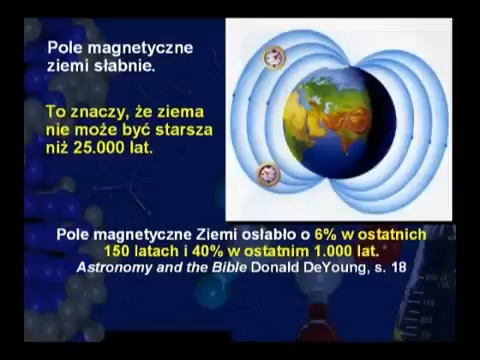 Pole magnetyczne
ziemi słabnie.
To znaczy, że ziema
nie może być starsza
niż 25.000 lat.
Pole magnetyczne Ziemi osłabło o 6% w ostatnich
150 latach i 40% w ostatnim 1.000 lat.
Astronomy and the Bible Donald DeYoung, s. 18